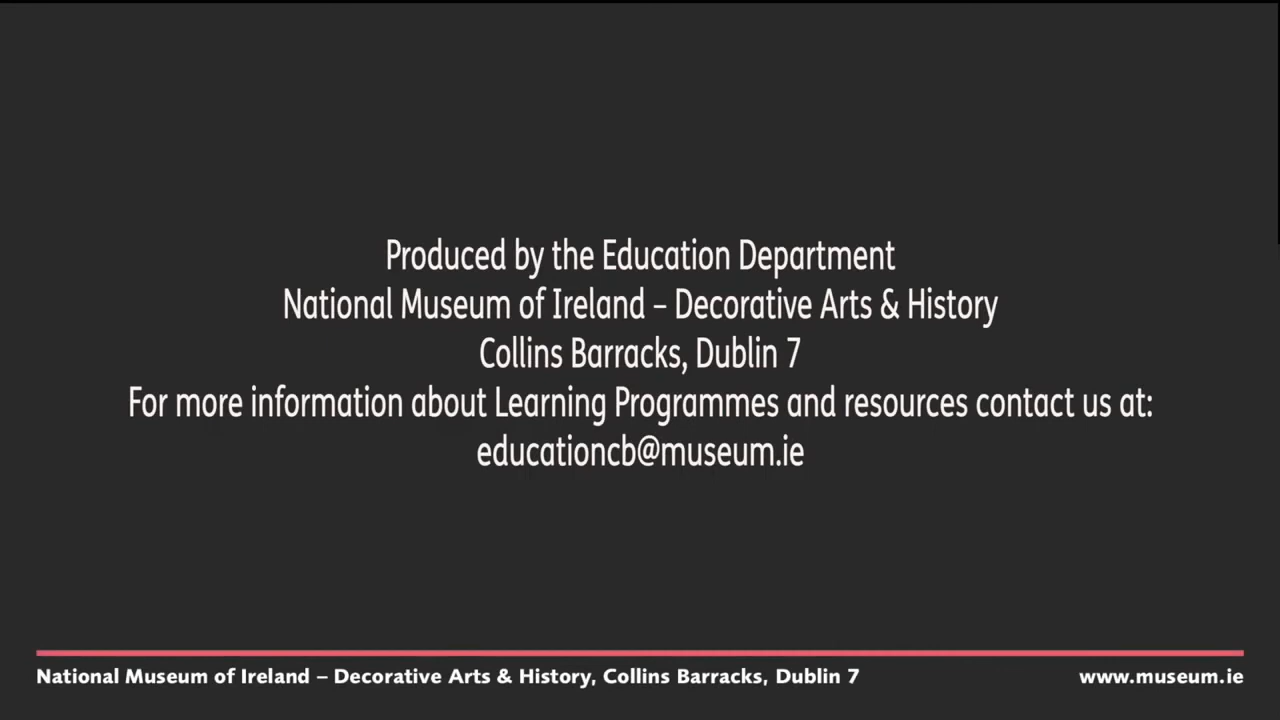 Produced by the Education Department
National Museum of Ireland – Decorative Arts & History
Collins Barracks, Dublin 7
For more information about Learning Programmes and resources contact us at:
educationcb@museum.ie
National Museum of Ireland – Decorative Arts & History, Collins Barracks, Dublin 7
www.museum.ie